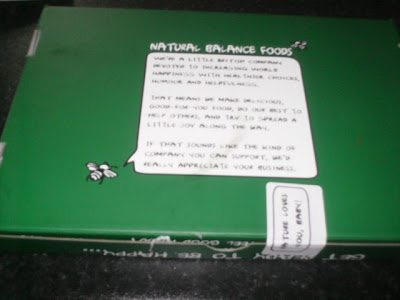 NATURAL BALANCE FOODS
WE'RE A LITTLE BRITISH COMPANY
DEVOTED TO INCREASING WORLD
HAPPINESS WITH HEALTHIER CHOICES,
HUMOUR AND HELPFULNESS.
THAT MEANS WE MAKE DELICIOUS,
GOOD-FOR-YOU FOOD, DO OUR BEST TO
HELP OTHERS, AND TRY TO SPREAD A
LITTLE JOY ALONG THE WAY.
IF THAT SOUNDS LIKE THE KIND OF
COMPANY YOU CAN SUPPORT, WE'D
REALLY APPRECIATE YOUR BUSINESS.
NATURE LOVES
YOU, BABY!
GET READY TO BE HAPPY...
FEEL GOOD